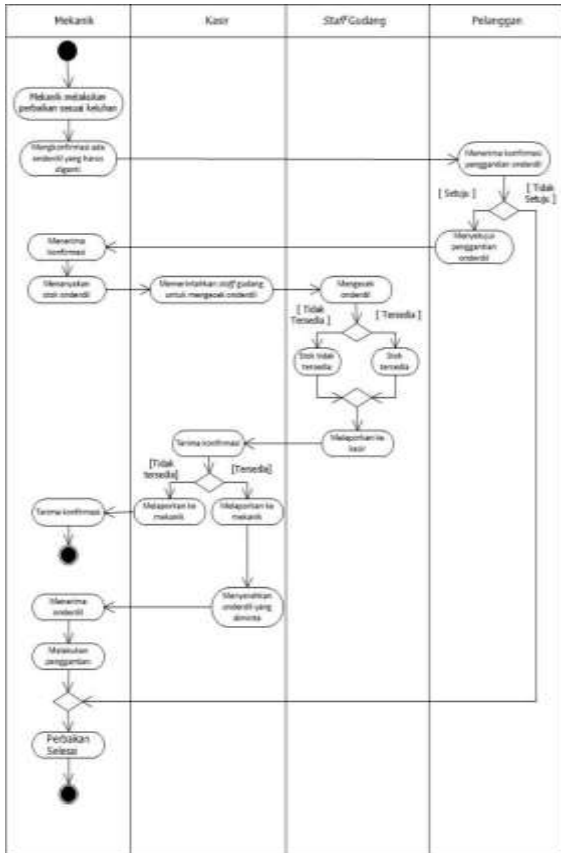 Mekanik
Kasir
Staff Gudang
Pelanggan
Mekanik melakukan
perbaikan sesuai keluhan
Mengkonfirmasi ada
onderdil yang harus
diganti
Menerima konfirmasi
penggantian onderdil
[ Setuju ]
[ Tidak
Setuju ]
Menyetujui
penggantian
onderdil
Menerima
konfirmasi
Menanyakan
stok onderdil
Memerintahkan staff gudang
untuk mengecek onderdil
Mengecek
onderdil
[ Tidak
Tersedia ]
[ Tersedia ]
Stok tidak
tersedia
Stok
tersedia
Melaporkan ke
kasir
Terima konfirmasi
[Tidak
tersedia]
[Tersedia]
Melaporkan ke
mekanik
Melaporkan ke
mekanik
Terima konfirmasi
Menyerahkan
onderdil yang
diminta
Menerima
onderdil
Melakukan
penggantian
Perbaikan
Selesai